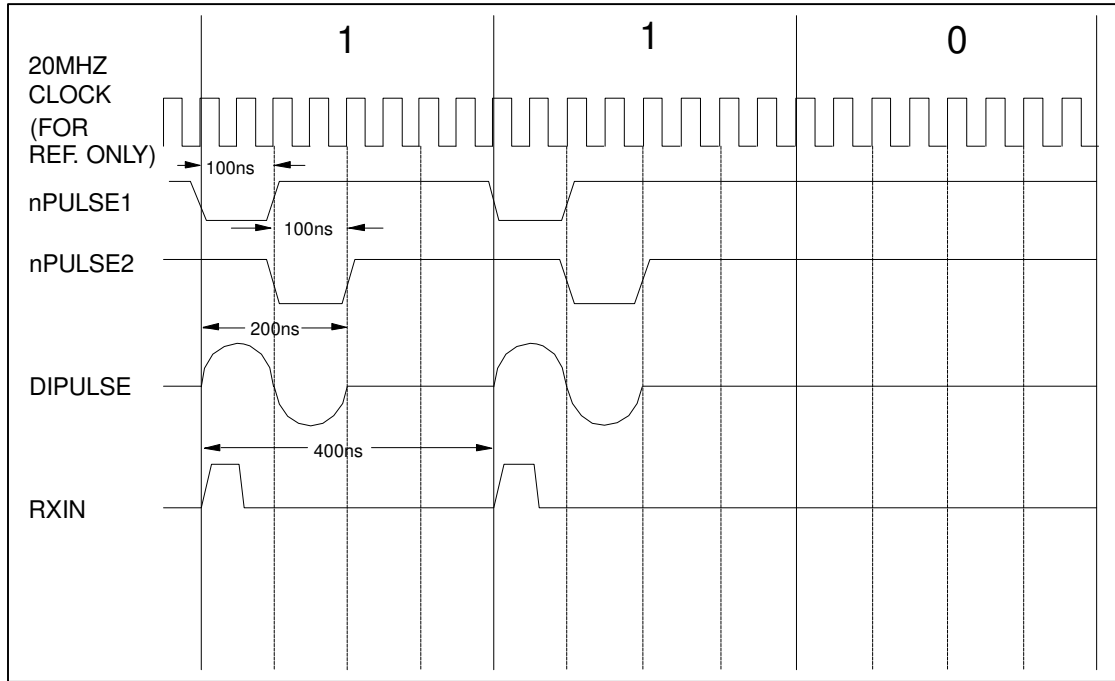 1 1 0
20MHZ
CLOCK
(FOR
REF. ONLY)
100ns
nPULSE1
100ns
nPULSE2
200ns
DIPULSE
400ns
RXIN